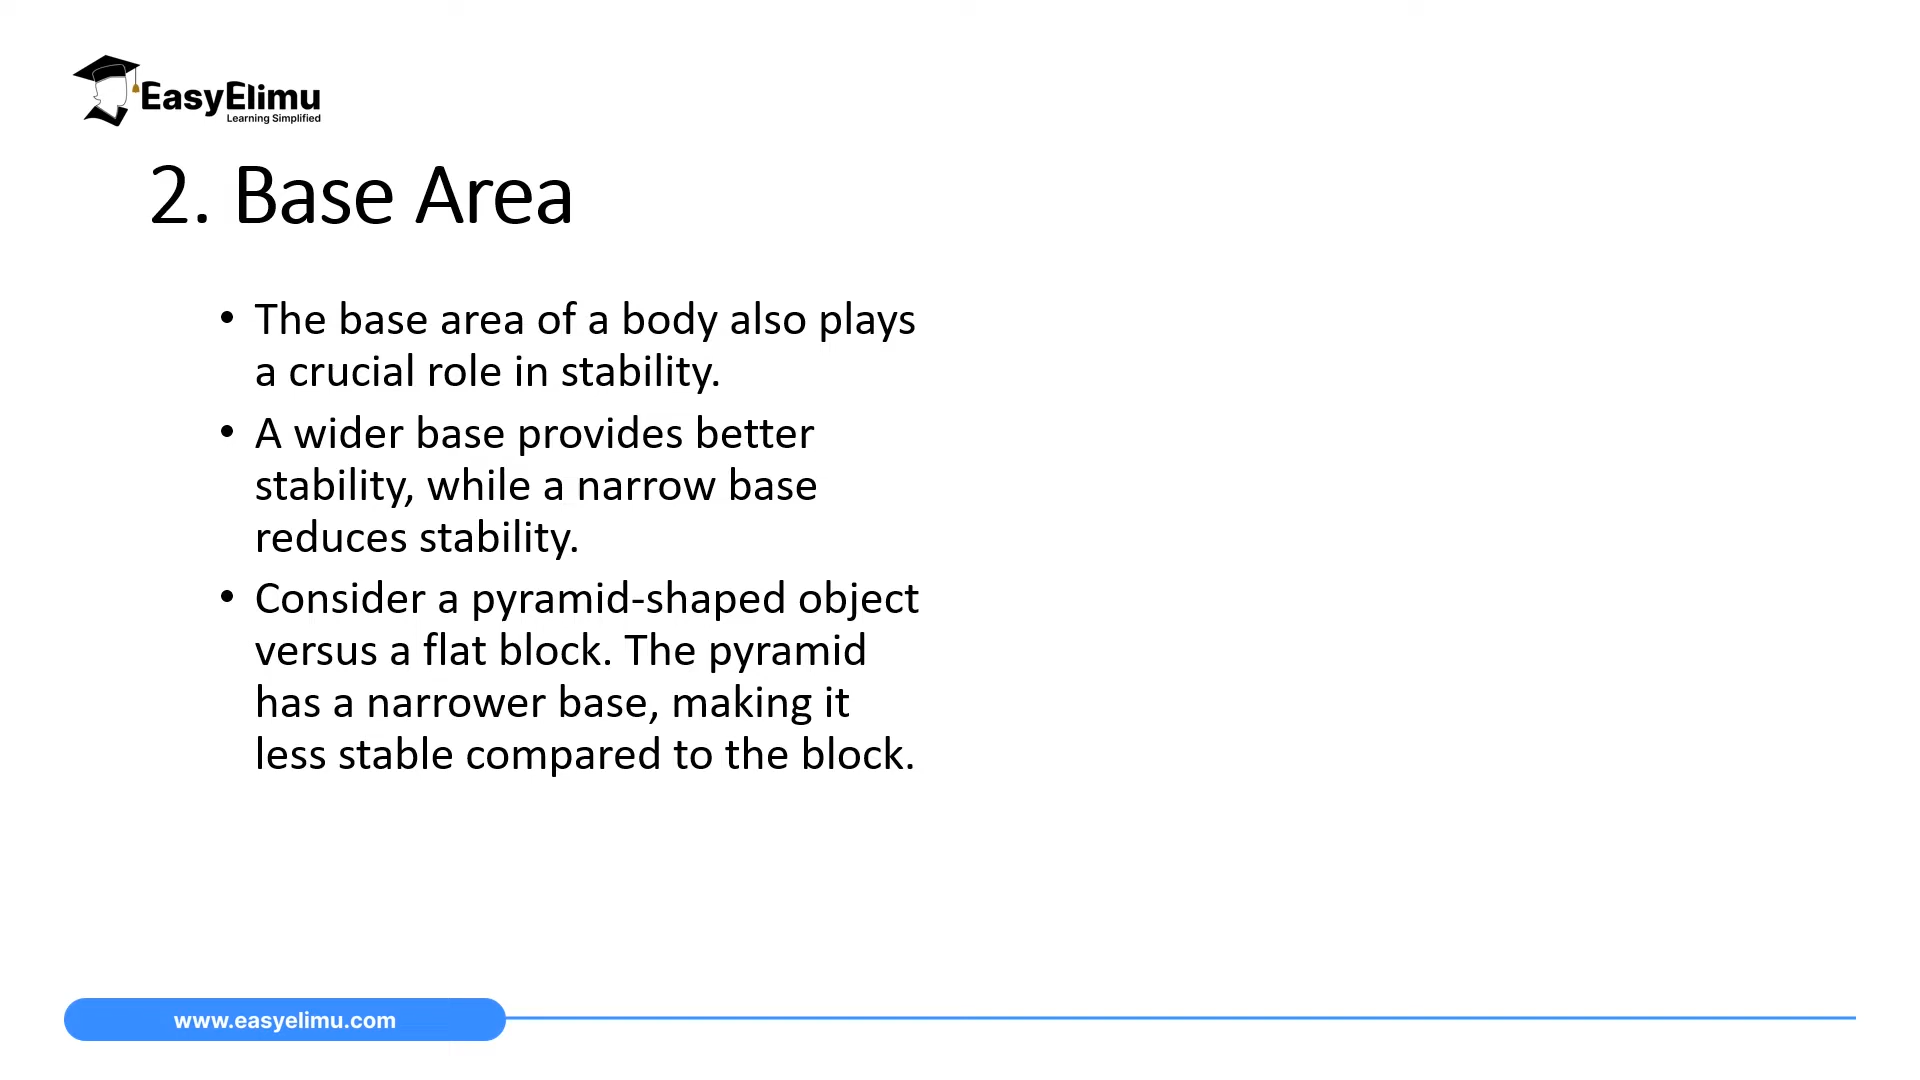 EasyElimu
Learning Simplified
2. Base Area
• The base area of a body also plays
a crucial role in stability.
• A wider base provides better
stability, while a narrow base
reduces stability.
• Consider a pyramid-shaped object
versus a flat block. The pyramid
has a narrower base, making it
less stable compared to the block.
www.easyelimu.com